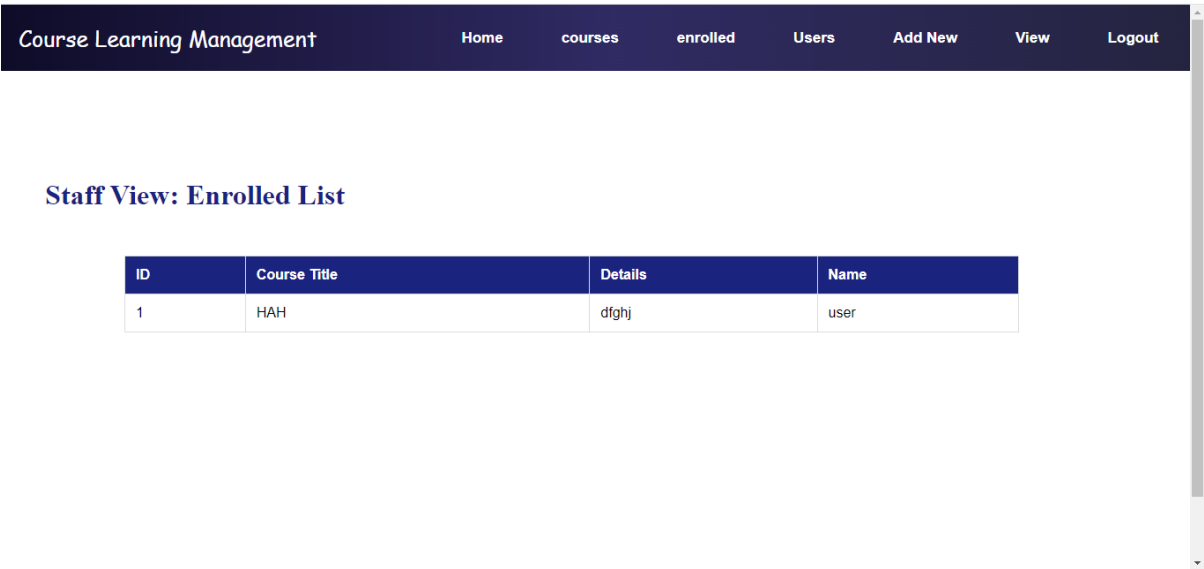 Course Learning Management Home courses enrolled Users Add New View Logout
Staff View: Enrolled List
ID Course Title Details Name
1 HAH dfghj user